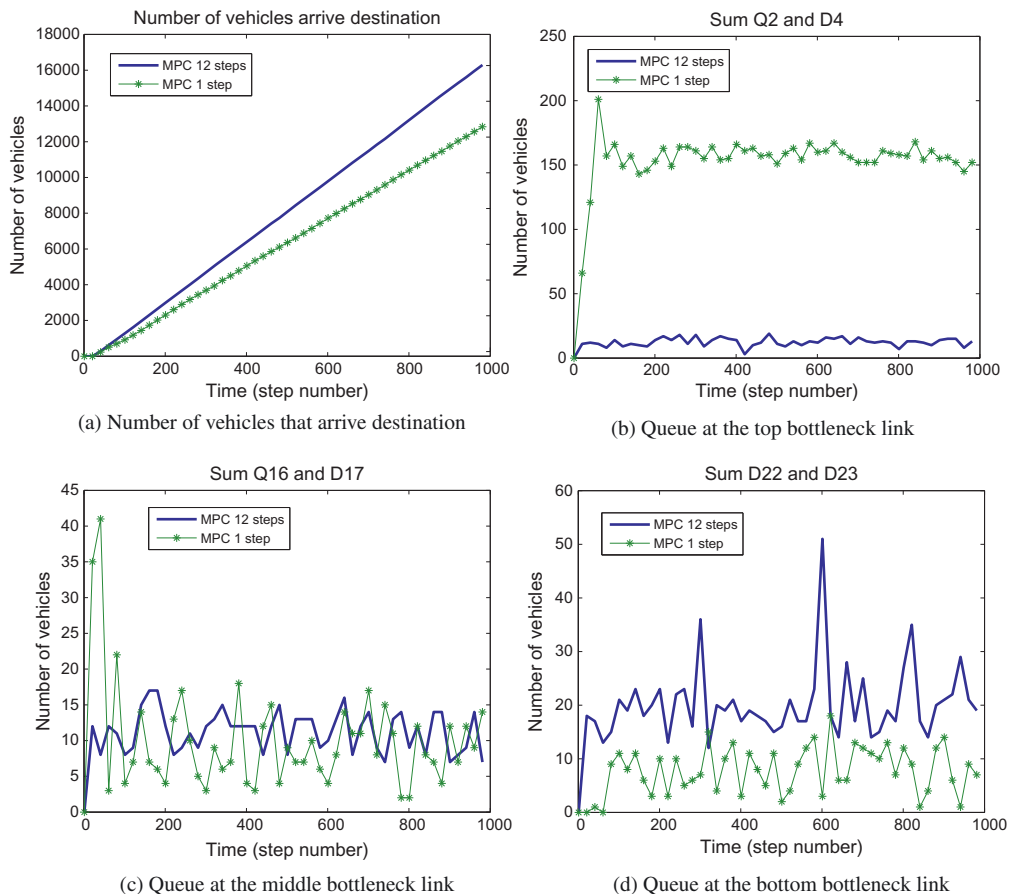 Number of vehicles arrive destination
18000
16000
14000
12000
10000
8000
6000
4000
2000
0
Number of vehicles
MPC 12 steps
MPC 1 step
0
200
400
600
800
1000
Time (step number)
(a) Number of vehicles that arrive destination
Sum Q2 and D4
250
200
150
100
50
0
Number of vehicles
MPC 12 steps
MPC 1 step
0
200
400
600
800
1000
Time (step number)
(b) Queue at the top bottleneck link
Sum Q16 and D17
45
40
35
30
25
20
15
10
5
0
Number of vehicles
MPC 12 steps
MPC 1 step
0
200
400
600
800
1000
Time (step number)
(c) Queue at the middle bottleneck link
Sum D22 and D23
60
50
40
30
20
10
0
Number of vehicles
MPC 12 steps
MPC 1 step
0
200
400
600
800
1000
Time (step number)
(d) Queue at the bottom bottleneck link